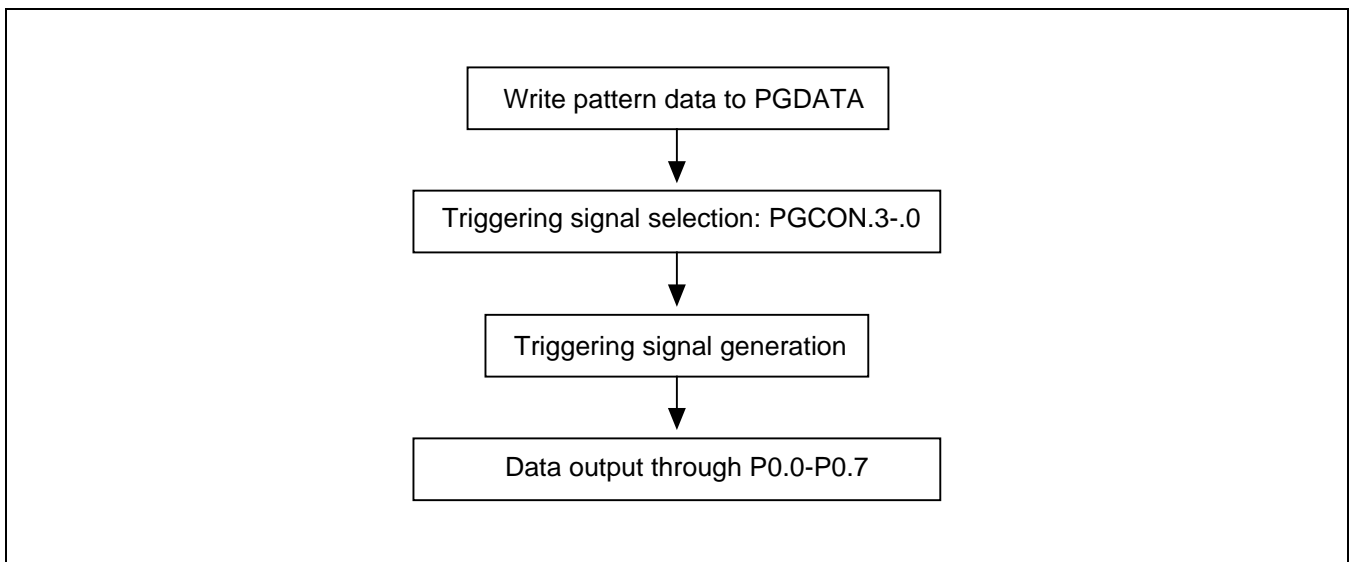 Write pattern data to PGDATA
Triggering signal selection: PGCON.3-.0
Triggering signal generation
Data output through P0.0-P0.7